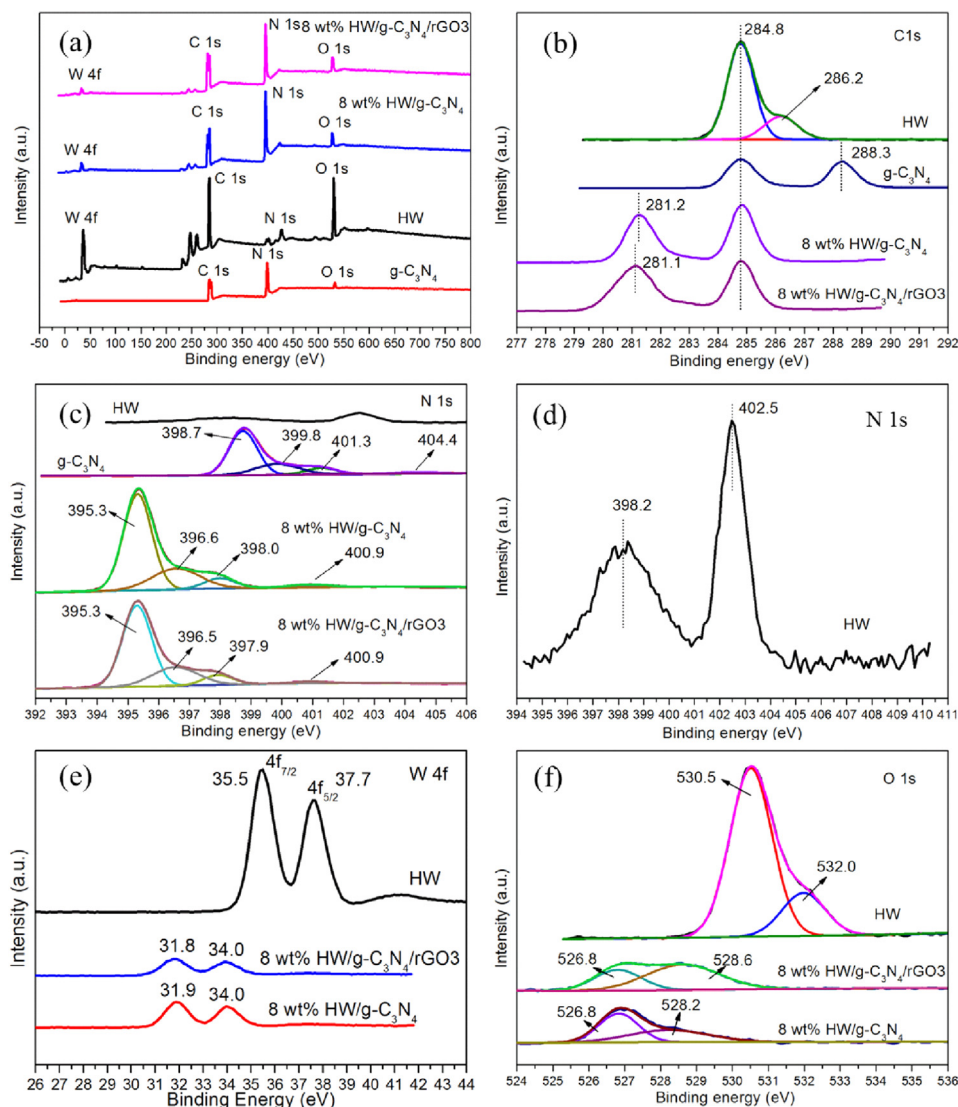 (a)
N 1s 8 wt% HW/g-C₃N₄/rGO3
C 1s
O 1s
W 4f
N 1s
8 wt% HW/g-C₃N₄
C 1s
O 1s
W 4f
C 1s
O 1s
W 4f
N 1s
HW
N 1s
C 1s
O 1s
g-C₃N₄
Intensity (a.u.)
-50 0 50 100 150 200 250 300 350 400 450 500 550 600 650 700 750 800
Binding energy (eV)
(b)
284.8
C1s
286.2
HW
288.3
g-C₃N₄
281.2
8 wt% HW/g-C₃N₄
281.1
8 wt% HW/g-C₃N₄/rGO3
Intensity (a.u.)
277 278 279 280 281 282 283 284 285 286 287 288 289 290 291 292
Binding energy (eV)
(c)
HW
N 1s
398.7
399.8
401.3
404.4
g-C₃N₄
395.3
8 wt% HW/g-C₃N₄
396.6
398.0
400.9
395.3
8 wt% HW/g-C₃N₄/rGO3
396.5
397.9
400.9
Intensity (a.u.)
392 393 394 395 396 397 398 399 400 401 402 403 404 405 406
Binding energy (eV)
(d)
402.5
N 1s
398.2
HW
Intensity (a.u.)
394 395 396 397 398 399 400 401 402 403 404 405 406 407 408 409 410 411
Binding energy (eV)
(e)
4f₇/₂
W 4f
35.5
37.7
4f₅/₂
HW
31.8
34.0
8 wt% HW/g-C₃N₄/rGO3
31.9
34.0
8 wt% HW/g-C₃N₄
Intensity (a.u.)
26 27 28 29 30 31 32 33 34 35 36 37 38 39 40 41 42 43 44
Binding Energy (eV)
(f)
O 1s
530.5
532.0
HW
526.8
528.6
8 wt% HW/g-C₃N₄/rGO3
526.8
528.2
8 wt% HW/g-C₃N₄
Intensity (a.u.)
524 525 526 527 528 529 530 531 532 533 534 535 536
Binding energy (eV)